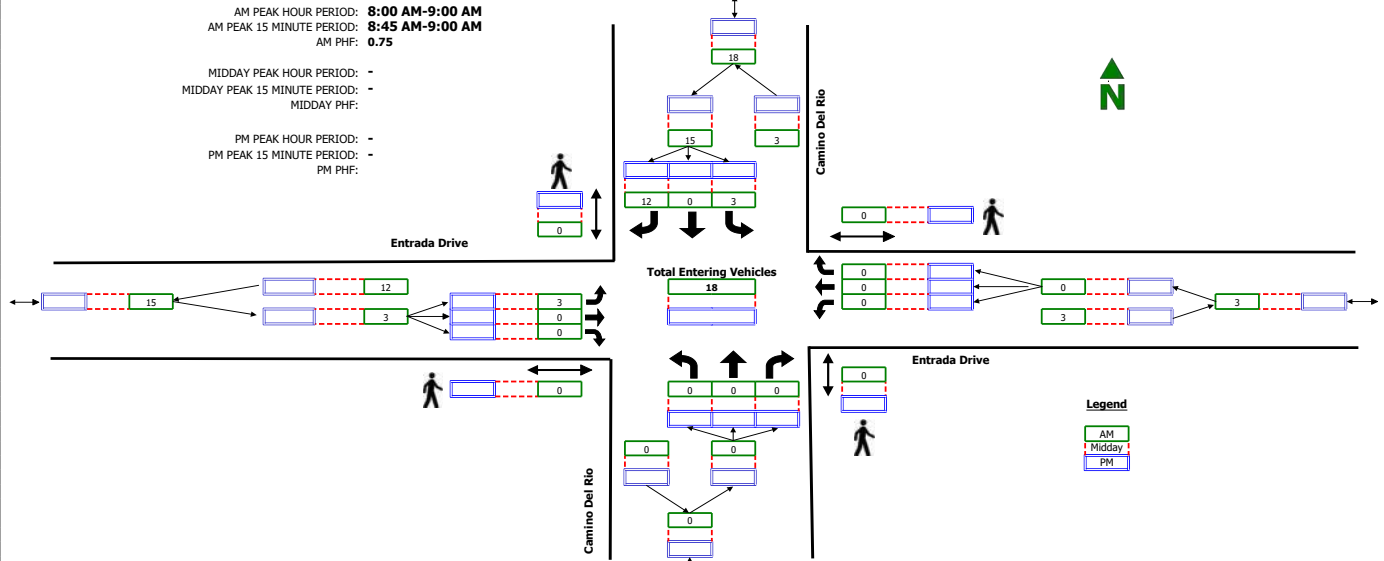 AM PEAK HOUR PERIOD: 8:00 AM-9:00 AM
AM PEAK 15 MINUTE PERIOD: 8:45 AM-9:00 AM
AM PHF: 0.75
MIDDAY PEAK HOUR PERIOD: -
MIDDAY PEAK 15 MINUTE PERIOD: -
MIDDAY PHF:
PM PEAK HOUR PERIOD: -
PM PEAK 15 MINUTE PERIOD: -
PM PHF:
18
15 3
12 0 3
Camino Del Rio
N
0
0
Entrada Drive
Total Entering Vehicles
18
15
12
3
3
0
0
0
0
0
0
3
3
Entrada Drive
0
0
0 0 0
0 0
0
Camino Del Rio
Legend
AM
Midday
PM